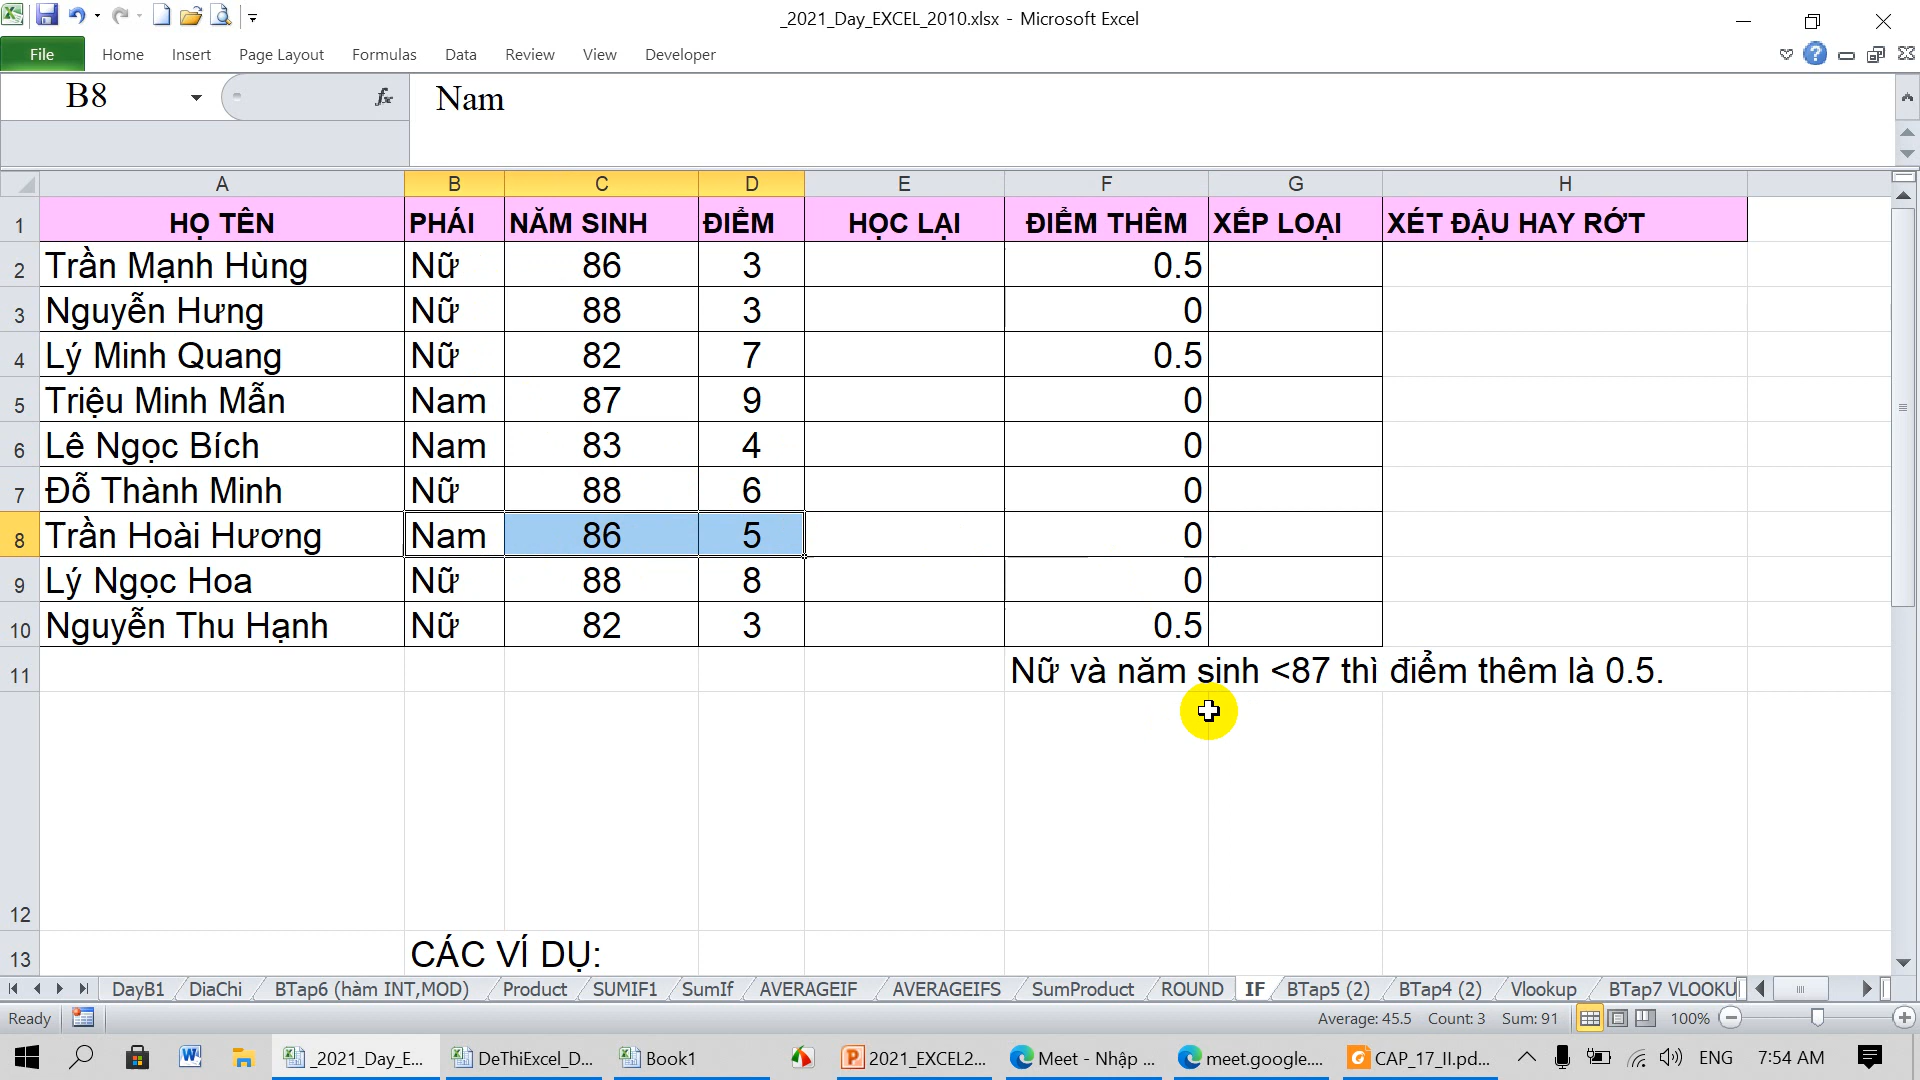 _2021_Day_EXCEL_2010.xlsx - Microsoft Excel
File Home Insert Page Layout Formulas Data Review View Developer
B8 fx Nam
A B C D E F G H
1 HỌ TÊN PHÁI NĂM SINH ĐIỂM HỌC LẠI ĐIỂM THÊM XẾP LOẠI XÉT ĐẬU HAY RỚT
2 Trần Mạnh Hùng Nữ 86 3 0.5
3 Nguyễn Hưng Nữ 88 3 0
4 Lý Minh Quang Nữ 82 7 0.5
5 Triệu Minh Mẫn Nam 87 9 0
6 Lê Ngọc Bích Nam 83 4 0
7 Đỗ Thành Minh Nữ 88 6 0
8 Trần Hoài Hương Nam 86 5 0
9 Lý Ngọc Hoa Nữ 88 8 0
10 Nguyễn Thu Hạnh Nữ 82 3 0.5
11 Nữ và năm sinh <87 thì điểm thêm là 0.5.
12
13 CÁC VÍ DỤ:
DayB1 DiaChi BTap6 (hàm INT,MOD) Product SUMIF1 SumIf AVERAGEIF AVERAGEIFS SumProduct ROUND IF BTap5 (2) BTap4 (2) Vlookup BTap7 VLOOKU
Ready Average: 45.5 Count: 3 Sum: 91 100%
_2021_Day_E... DeThiExcel_D... Book1 2021_EXCEL2... Meet - Nhập ... meet.google.... CAP_17_II.pd... ENG 7:54 AM